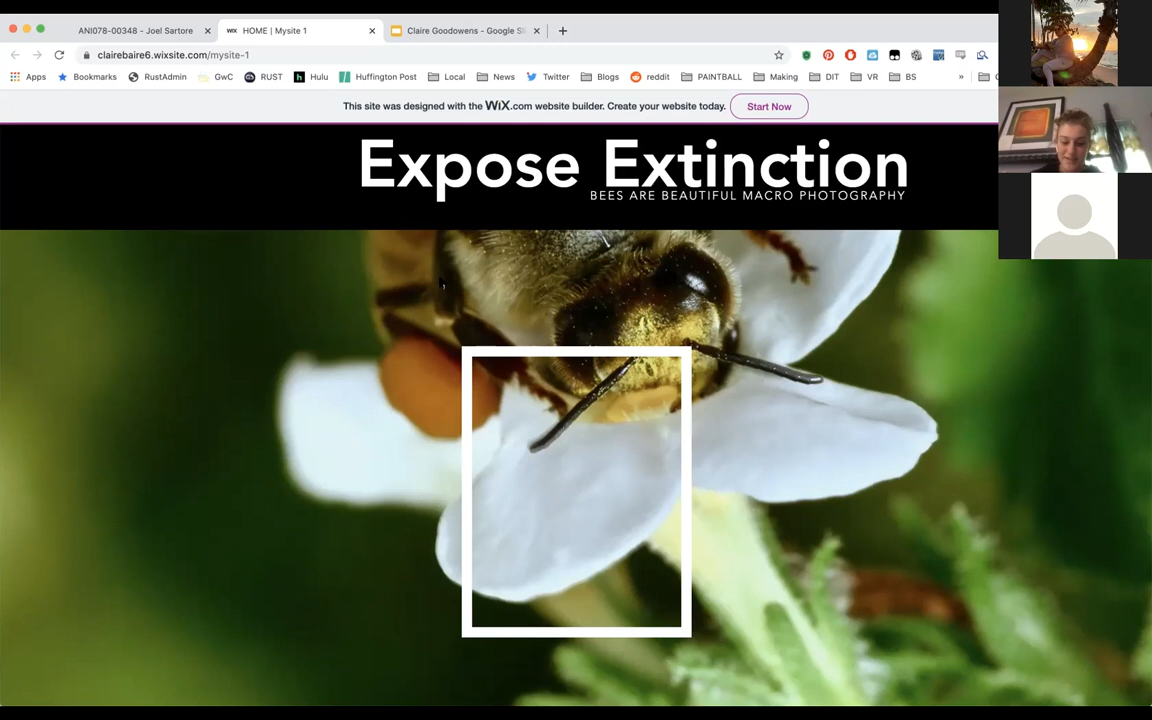 ANI078-00348 - Joel Sartore
WiX HOME | Mysite 1
Claire Goodowens - Google Sl
clairebaire6.wixsite.com/mysite-1
Apps Bookmarks RustAdmin GwC RUST Hulu Huffington Post Local News Twitter Blogs reddit PAINTBALL Making DIT VR BS »
This site was designed with the WiX.com website builder. Create your website today. Start Now
Expose Extinction
BEES ARE BEAUTIFUL MACRO PHOTOGRAPHY